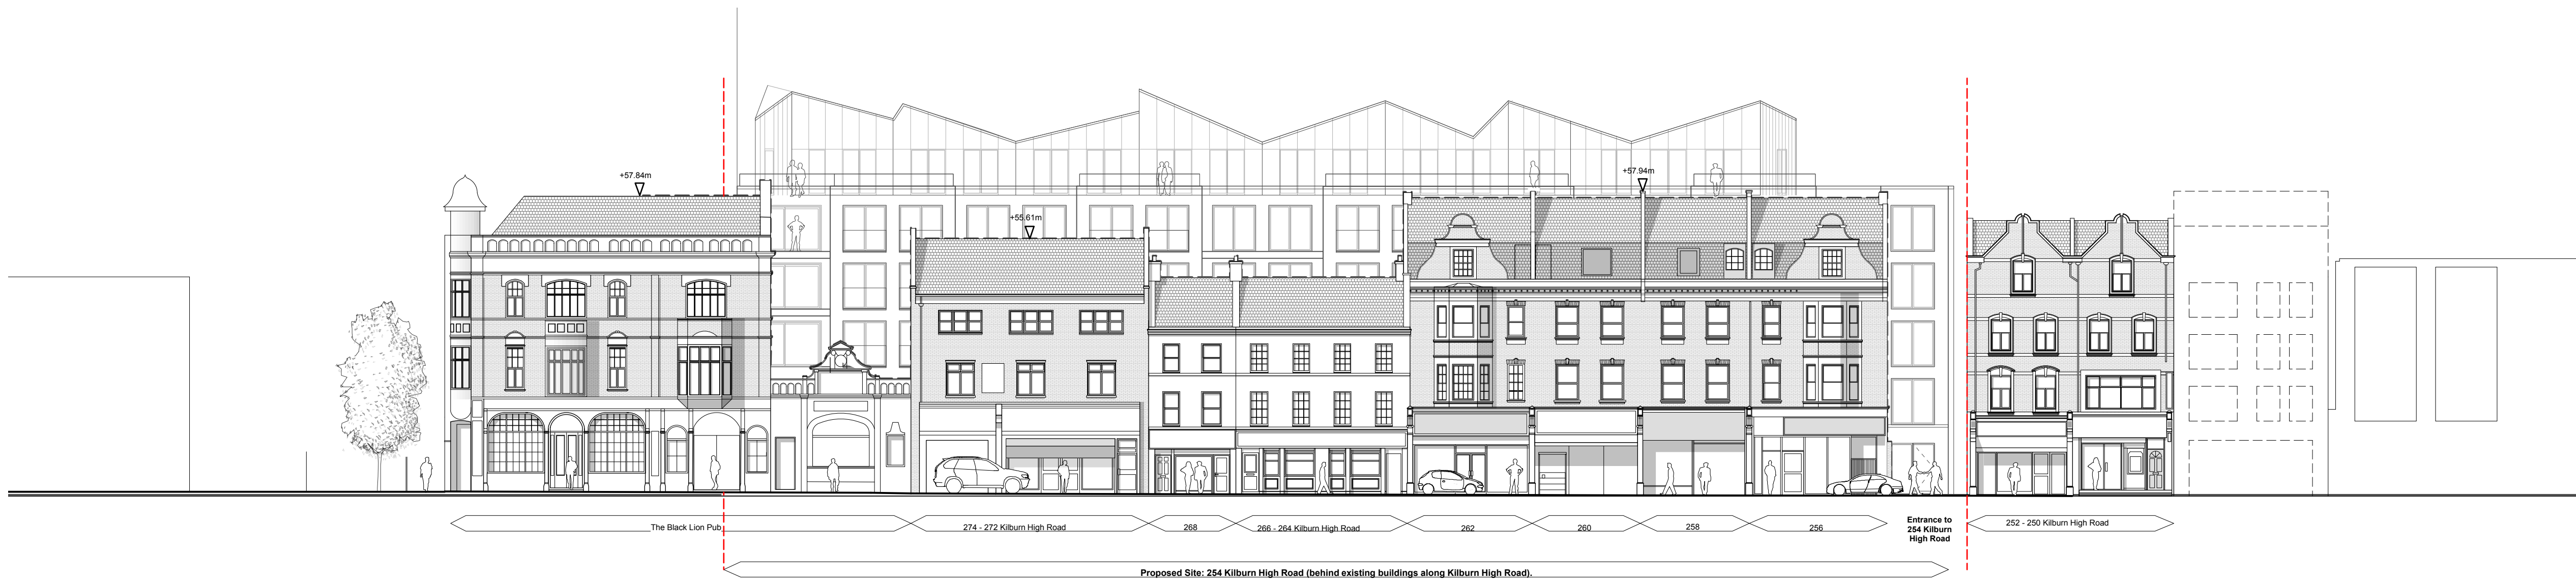 +57.84m
+57.94m
+55.61m
The Black Lion Pub
274 - 272 Kilburn High Road
268
266 - 264 Kilburn High Road
262
260
258
256
Entrance to
254 Kilburn
High Road
252 - 250 Kilburn High Road
Proposed Site: 254 Kilburn High Road (behind existing buildings along Kilburn High Road).